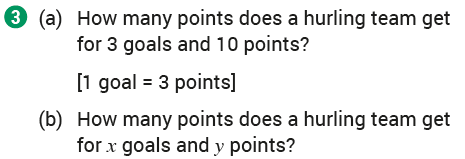 3 (a) How many points does a hurling team get
for 3 goals and 10 points?
[1 goal = 3 points]
(b) How many points does a hurling team get
for x goals and y points?